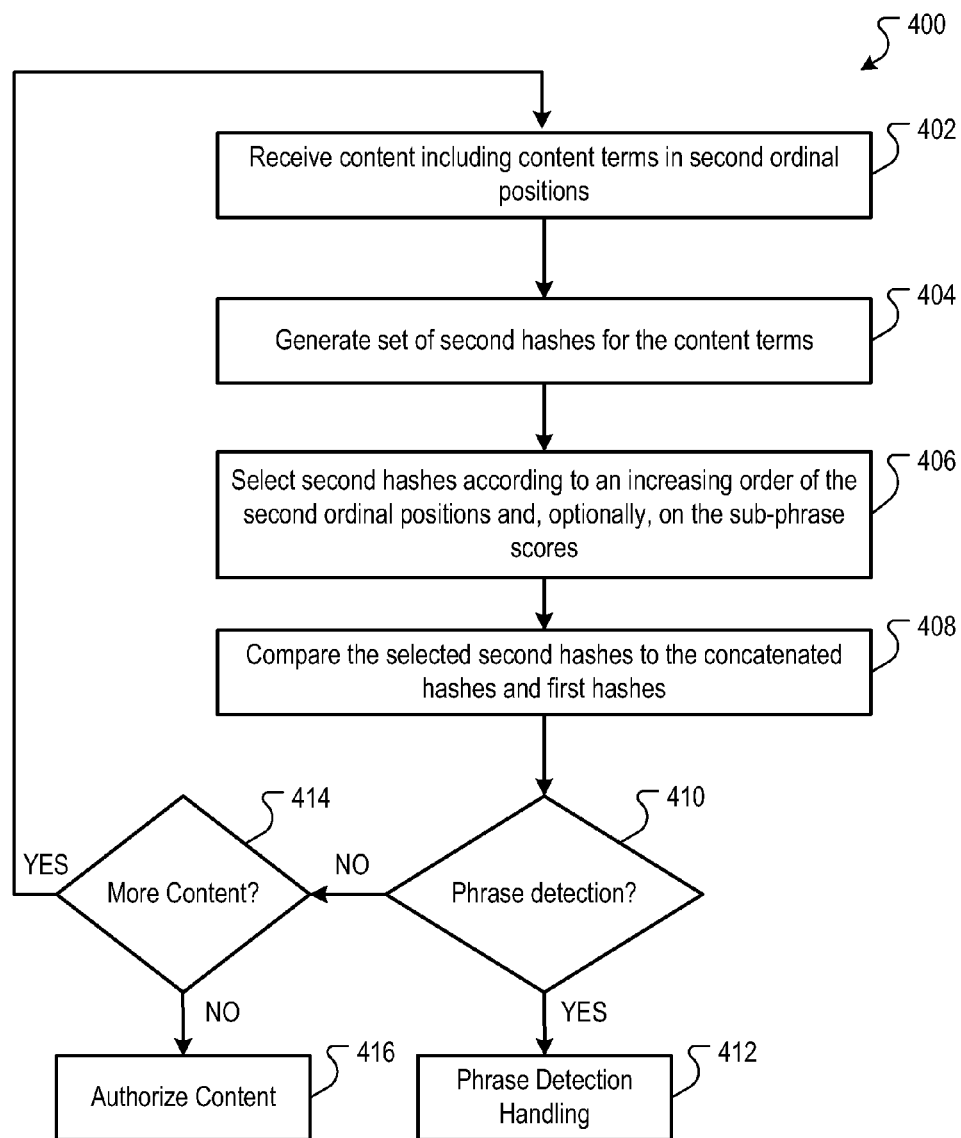 400
402
Receive content including content terms in second ordinal
positions
404
Generate set of second hashes for the content terms
406
Select second hashes according to an increasing order of the
second ordinal positions and, optionally, on the sub-phrase
scores
408
Compare the selected second hashes to the concatenated
hashes and first hashes
414
410
YES
NO
More Content?
Phrase detection?
NO
YES
416
412
Authorize Content
Phrase Detection
Handling